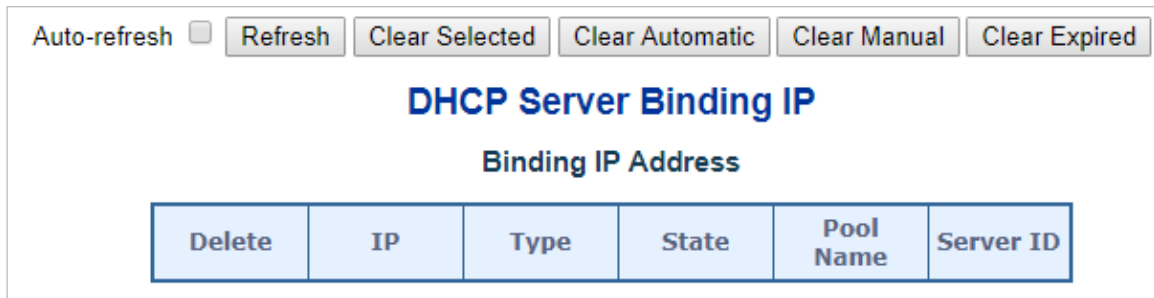 Auto-refresh Refresh Clear Selected Clear Automatic Clear Manual Clear Expired
DHCP Server Binding IP
Binding IP Address
Delete IP Type State Pool Name Server ID